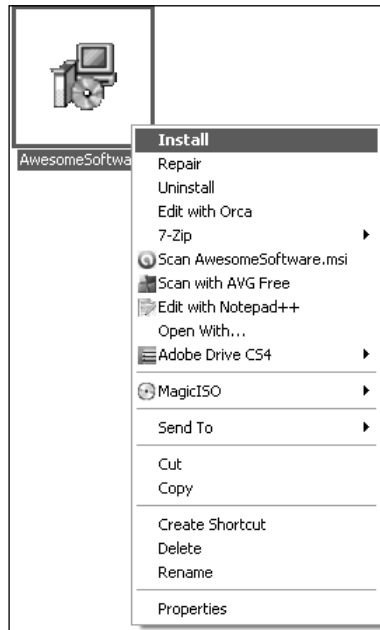 Install
AwesomeSoftwa
Repair
Uninstall
Edit with Orca
7-Zip
Scan AwesomeSoftware.msi
Scan with AVG Free
Edit with Notepad++
Open With...
Adobe Drive CS4
MagicISO
Send To
Cut
Copy
Create Shortcut
Delete
Rename
Properties